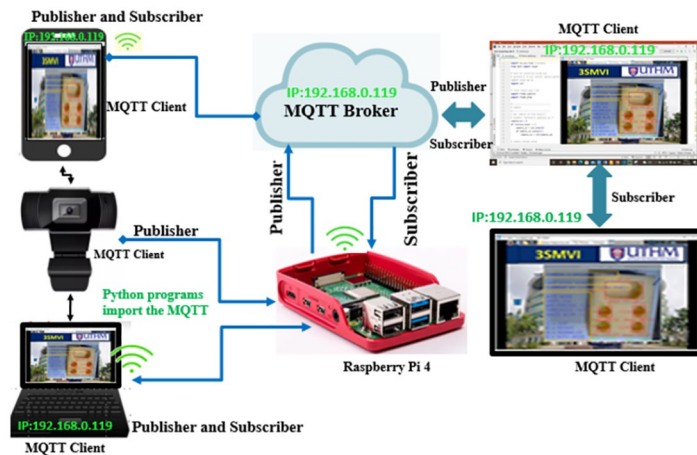 Publisher and Subscriber
IP:192.168.0.119
3SMVI
UTHM
MQTT Client
IP:192.168.0.119
MQTT Broker
Publisher
Subscriber
MQTT Client
IP:192.168.0.119
3SMVI
UTHM
Publisher
Subscriber
Subscriber
IP:192.168.0.119
3SMVI
UTHM
MQTT Client
Publisher
MQTT Client
Python programs
import the MQTT
Raspberry Pi 4
IP:192.168.0.119
Publisher and Subscriber
MQTT Client